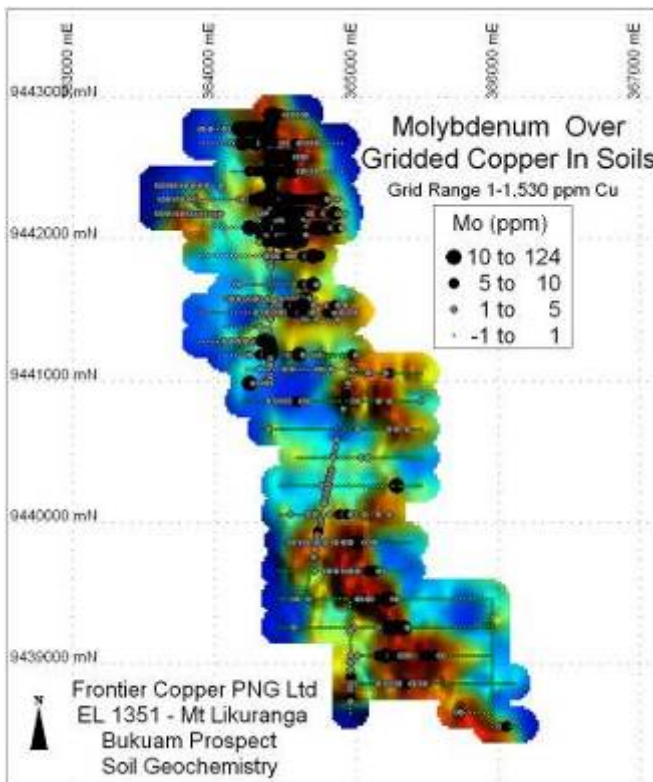 363000 mE
364000 mE
365000 mE
366000 mE
367000 mE
9443000 mN
Molybdenum Over
Gridded Copper In Soils
Grid Range 1-1,530 ppm Cu
Mo (ppm)
10 to 124
5 to 10
1 to 5
-1 to 1
9442000 mN
9441000 mN
9440000 mN
9439000 mN
N
Frontier Copper PNG Ltd
EL 1351 - Mt Likuranga
Bukuam Prospect
Soil Geochemistry